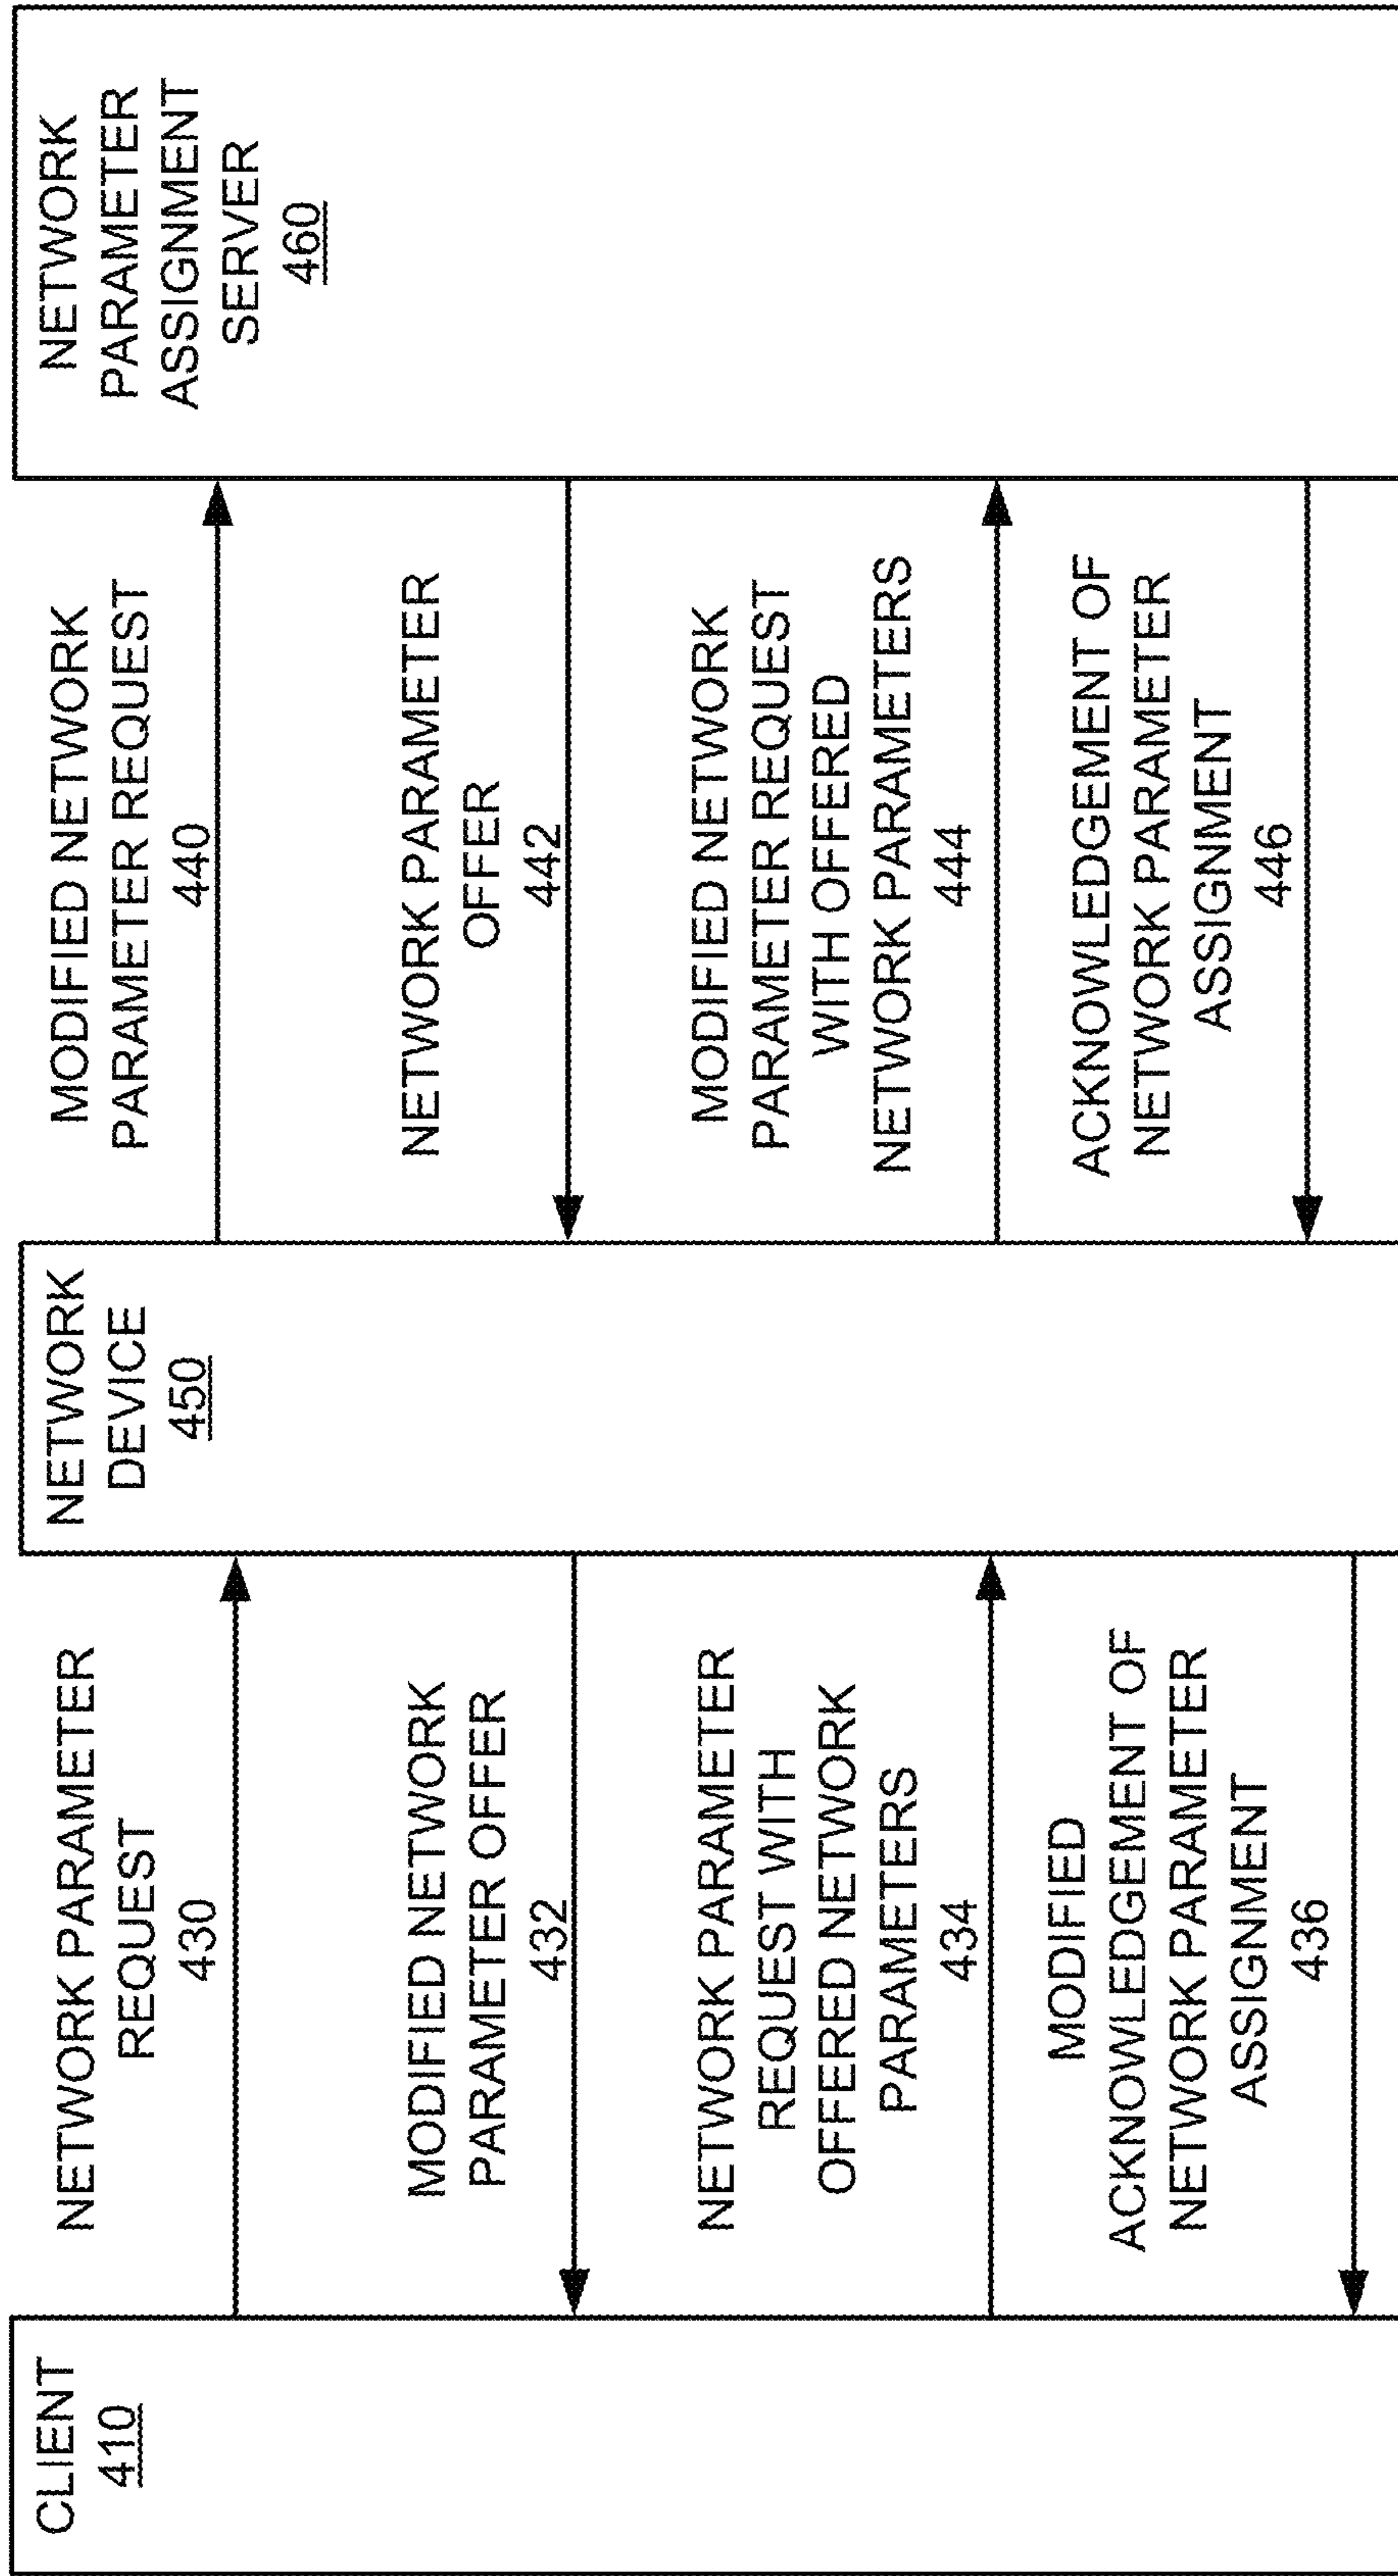 CLIENT
410
NETWORK PARAMETER
REQUEST
430
MODIFIED NETWORK
PARAMETER OFFER
432
NETWORK PARAMETER
REQUEST WITH
OFFERED NETWORK
PARAMETERS
434
MODIFIED
ACKNOWLEDGEMENT OF
NETWORK PARAMETER
ASSIGNMENT
436
NETWORK
DEVICE
450
MODIFIED NETWORK
PARAMETER REQUEST
440
NETWORK PARAMETER
OFFER
442
MODIFIED NETWORK
PARAMETER REQUEST
WITH OFFERED
NETWORK PARAMETERS
444
ACKNOWLEDGEMENT OF
NETWORK PARAMETER
ASSIGNMENT
446
NETWORK
PARAMETER
ASSIGNMENT
SERVER
460